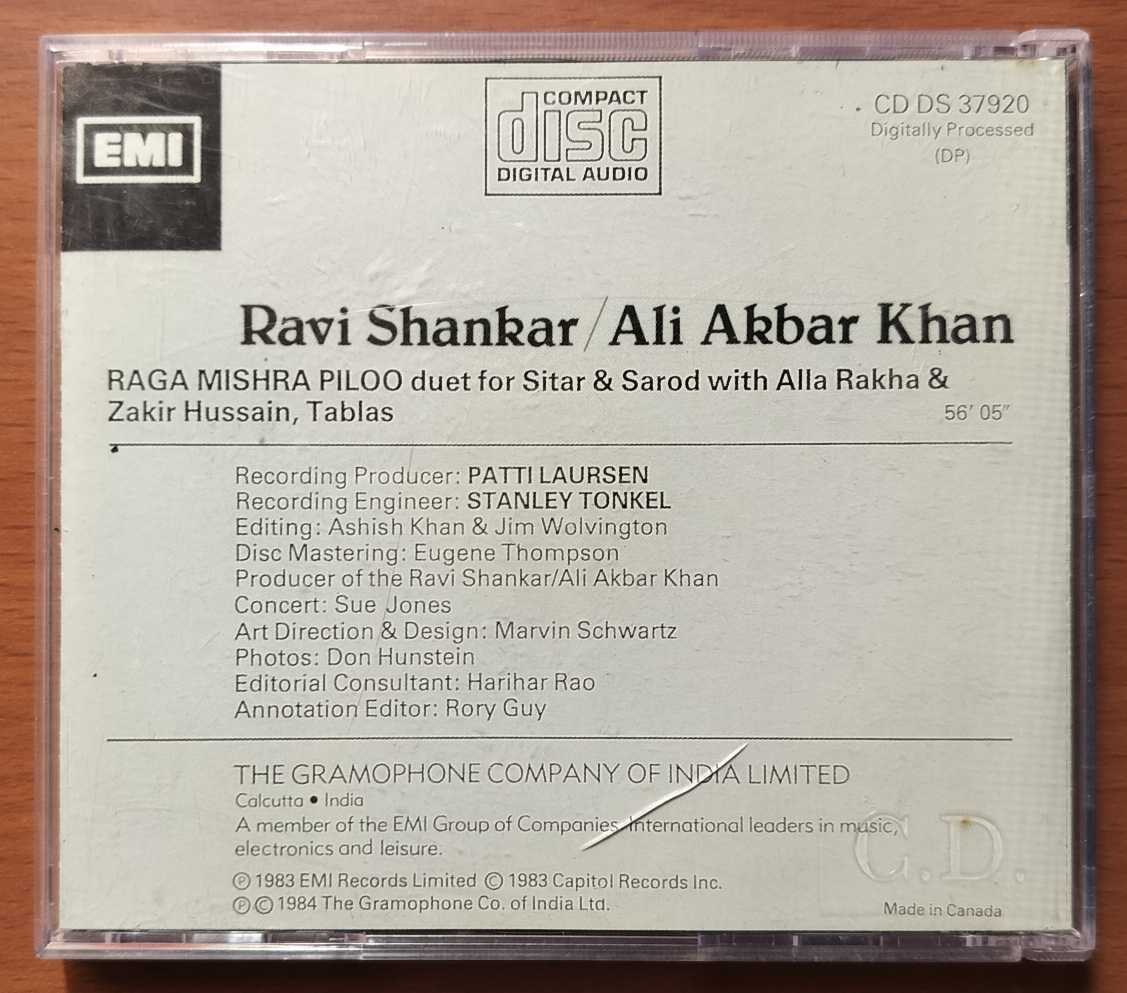 EMI
COMPACT
disc
DIGITAL AUDIO
CD DS 37920
Digitally Processed
(DP)
Ravi Shankar/Ali Akbar Khan
RAGA MISHRA PILOO duet for Sitar & Sarod with Alla Rakha &
Zakir Hussain, Tablas 56′ 05″
Recording Producer: PATTI LAURSEN
Recording Engineer: STANLEY TONKEL
Editing: Ashish Khan & Jim Wolvington
Disc Mastering: Eugene Thompson
Producer of the Ravi Shankar/Ali Akbar Khan
Concert: Sue Jones
Art Direction & Design: Marvin Schwartz
Photos: Don Hunstein
Editorial Consultant: Harihar Rao
Annotation Editor: Rory Guy
THE GRAMOPHONE COMPANY OF INDIA LIMITED
Calcutta • India
A member of the EMI Group of Companies. International leaders in music,
electronics and leisure.
℗ 1983 EMI Records Limited © 1983 Capitol Records Inc.
℗© 1984 The Gramophone Co. of India Ltd.
C.D.
Made in Canada